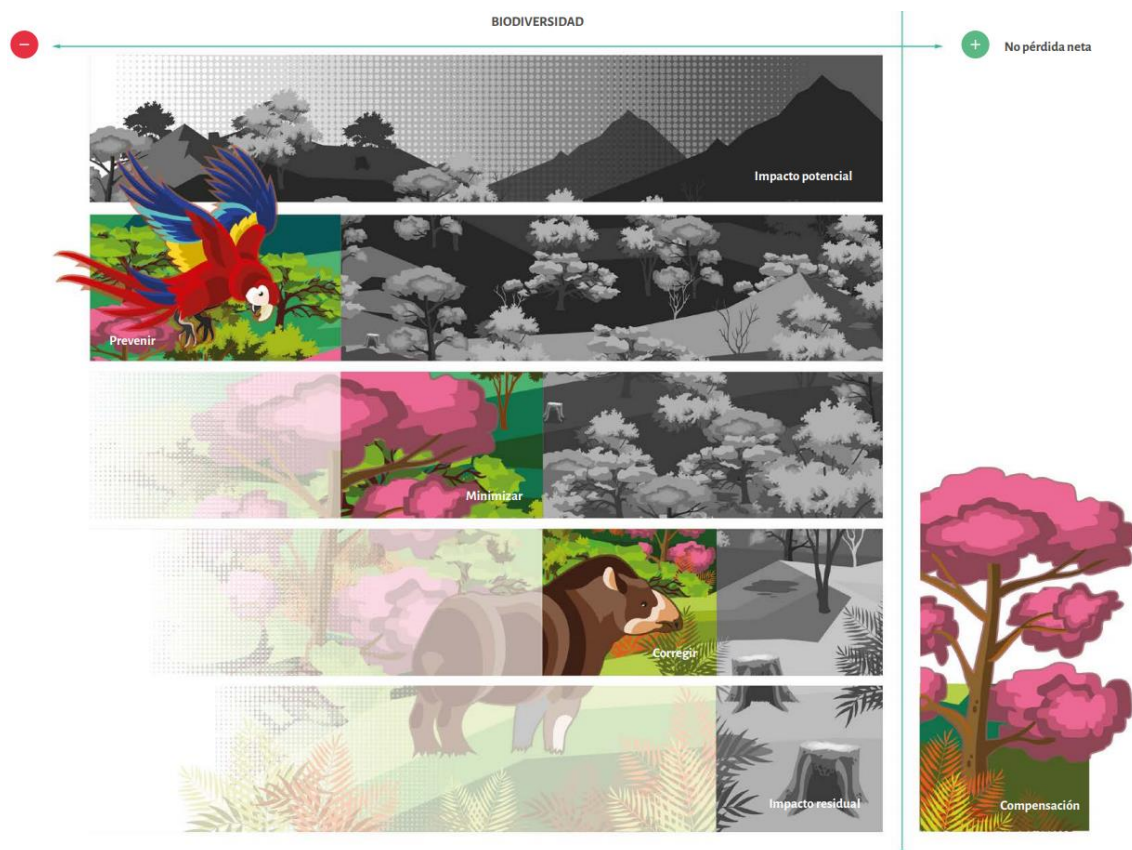 BIODIVERSIDAD
−
+
No pérdida neta
Impacto potencial
Prevenir
Minimizar
Corregir
Impacto residual
Compensación